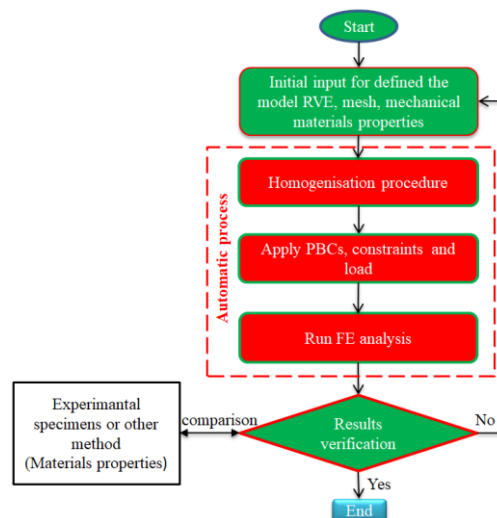 Start
Initial input for defined the
model RVE, mesh, mechanical
materials properties
Automatic process
Homogenisation procedure
Apply PBCs, constraints and
load
Run FE analysis
Experimantal
specimens or other
method
(Materials properties)
comparison
Results
verification
No
Yes
End